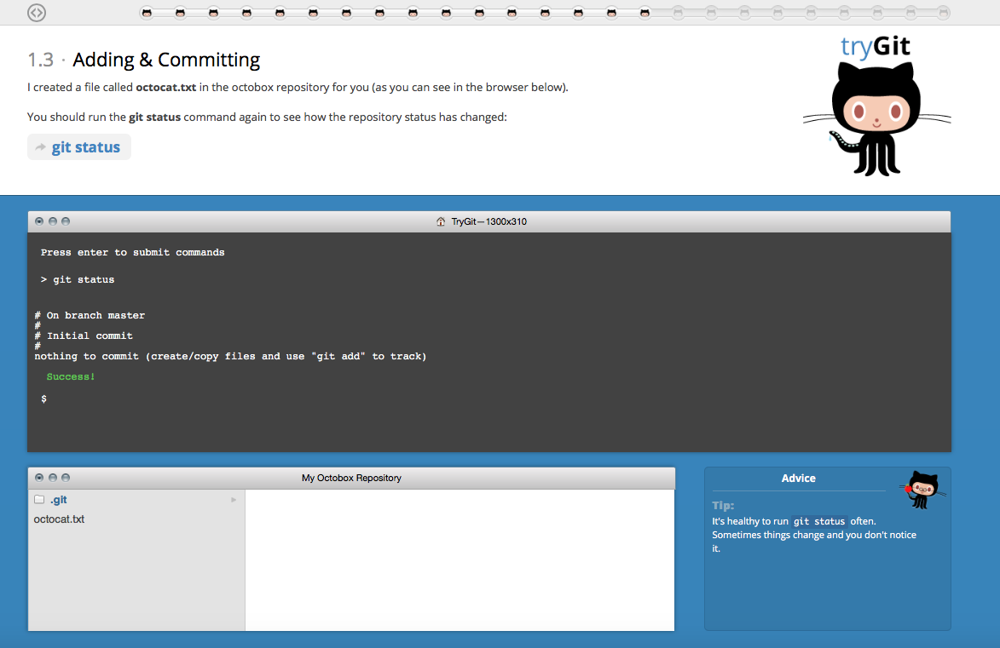 tryGit
1.3 · Adding & Committing
I created a file called octocat.txt in the octobox repository for you (as you can see in the browser below).
You should run the git status command again to see how the repository status has changed:
git status
TryGit—1300x310
Press enter to submit commands
> git status
# On branch master
#
# Initial commit
#
nothing to commit (create/copy files and use "git add" to track)
Success!
$
My Octobox Repository
.git
octocat.txt
Advice
Tip:
It's healthy to run git status often.
Sometimes things change and you don't notice
it.